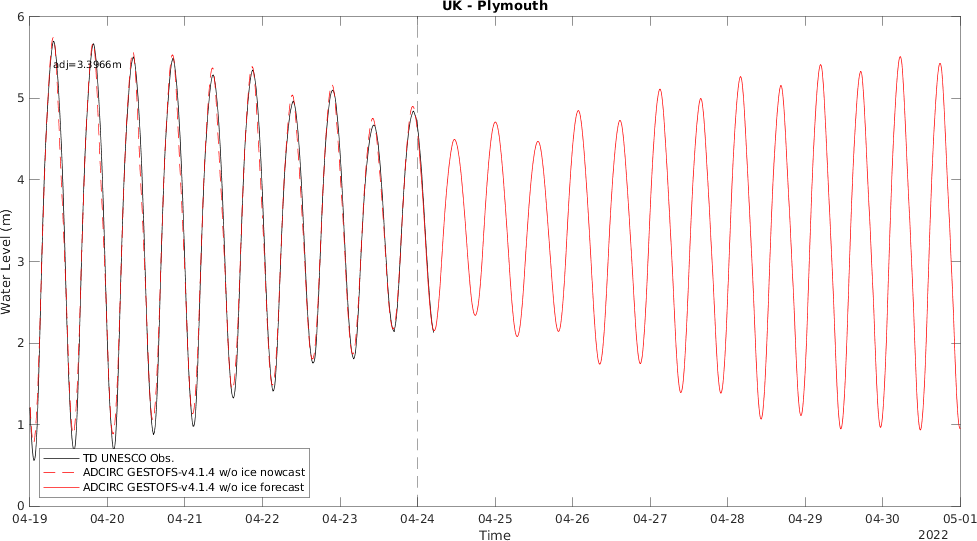 UK - Plymouth
6
5
4
3
2
1
0
Water Level (m)
adj=3.3966m
TD UNESCO Obs.
ADCIRC GESTOFS-v4.1.4 w/o ice nowcast
ADCIRC GESTOFS-v4.1.4 w/o ice forecast
04-19 04-20 04-21 04-22 04-23 04-24 04-25 04-26 04-27 04-28 04-29 04-30 05-01
Time
2022